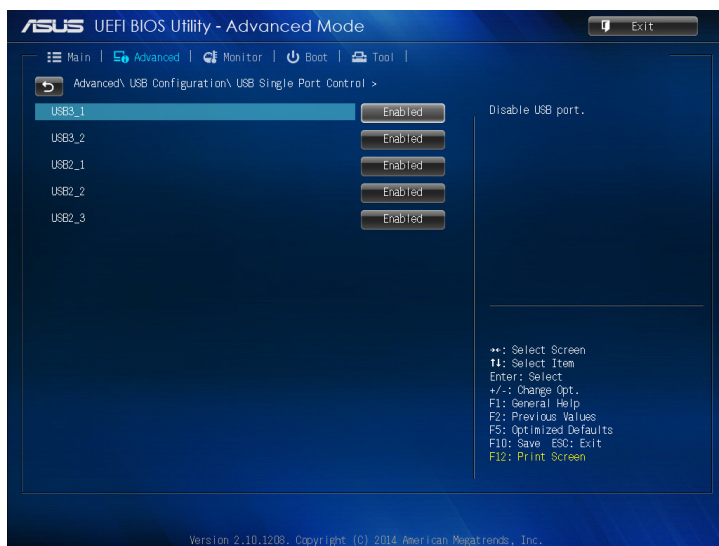 ASUS UEFI BIOS Utility - Advanced Mode
Exit
Main | Advanced | Monitor | Boot | Tool |
Advanced\ USB Configuration\ USB Single Port Control >
USB3_1 Enabled
USB3_2 Enabled
USB2_1 Enabled
USB2_2 Enabled
USB2_3 Enabled
Disable USB port.
→←: Select Screen
↑↓: Select Item
Enter: Select
+/-: Change Opt.
F1: General Help
F2: Previous Values
F5: Optimized Defaults
F10: Save ESC: Exit
F12: Print Screen
Version 2.10.1208. Copyright (C) 2014 American Megatrends, Inc.